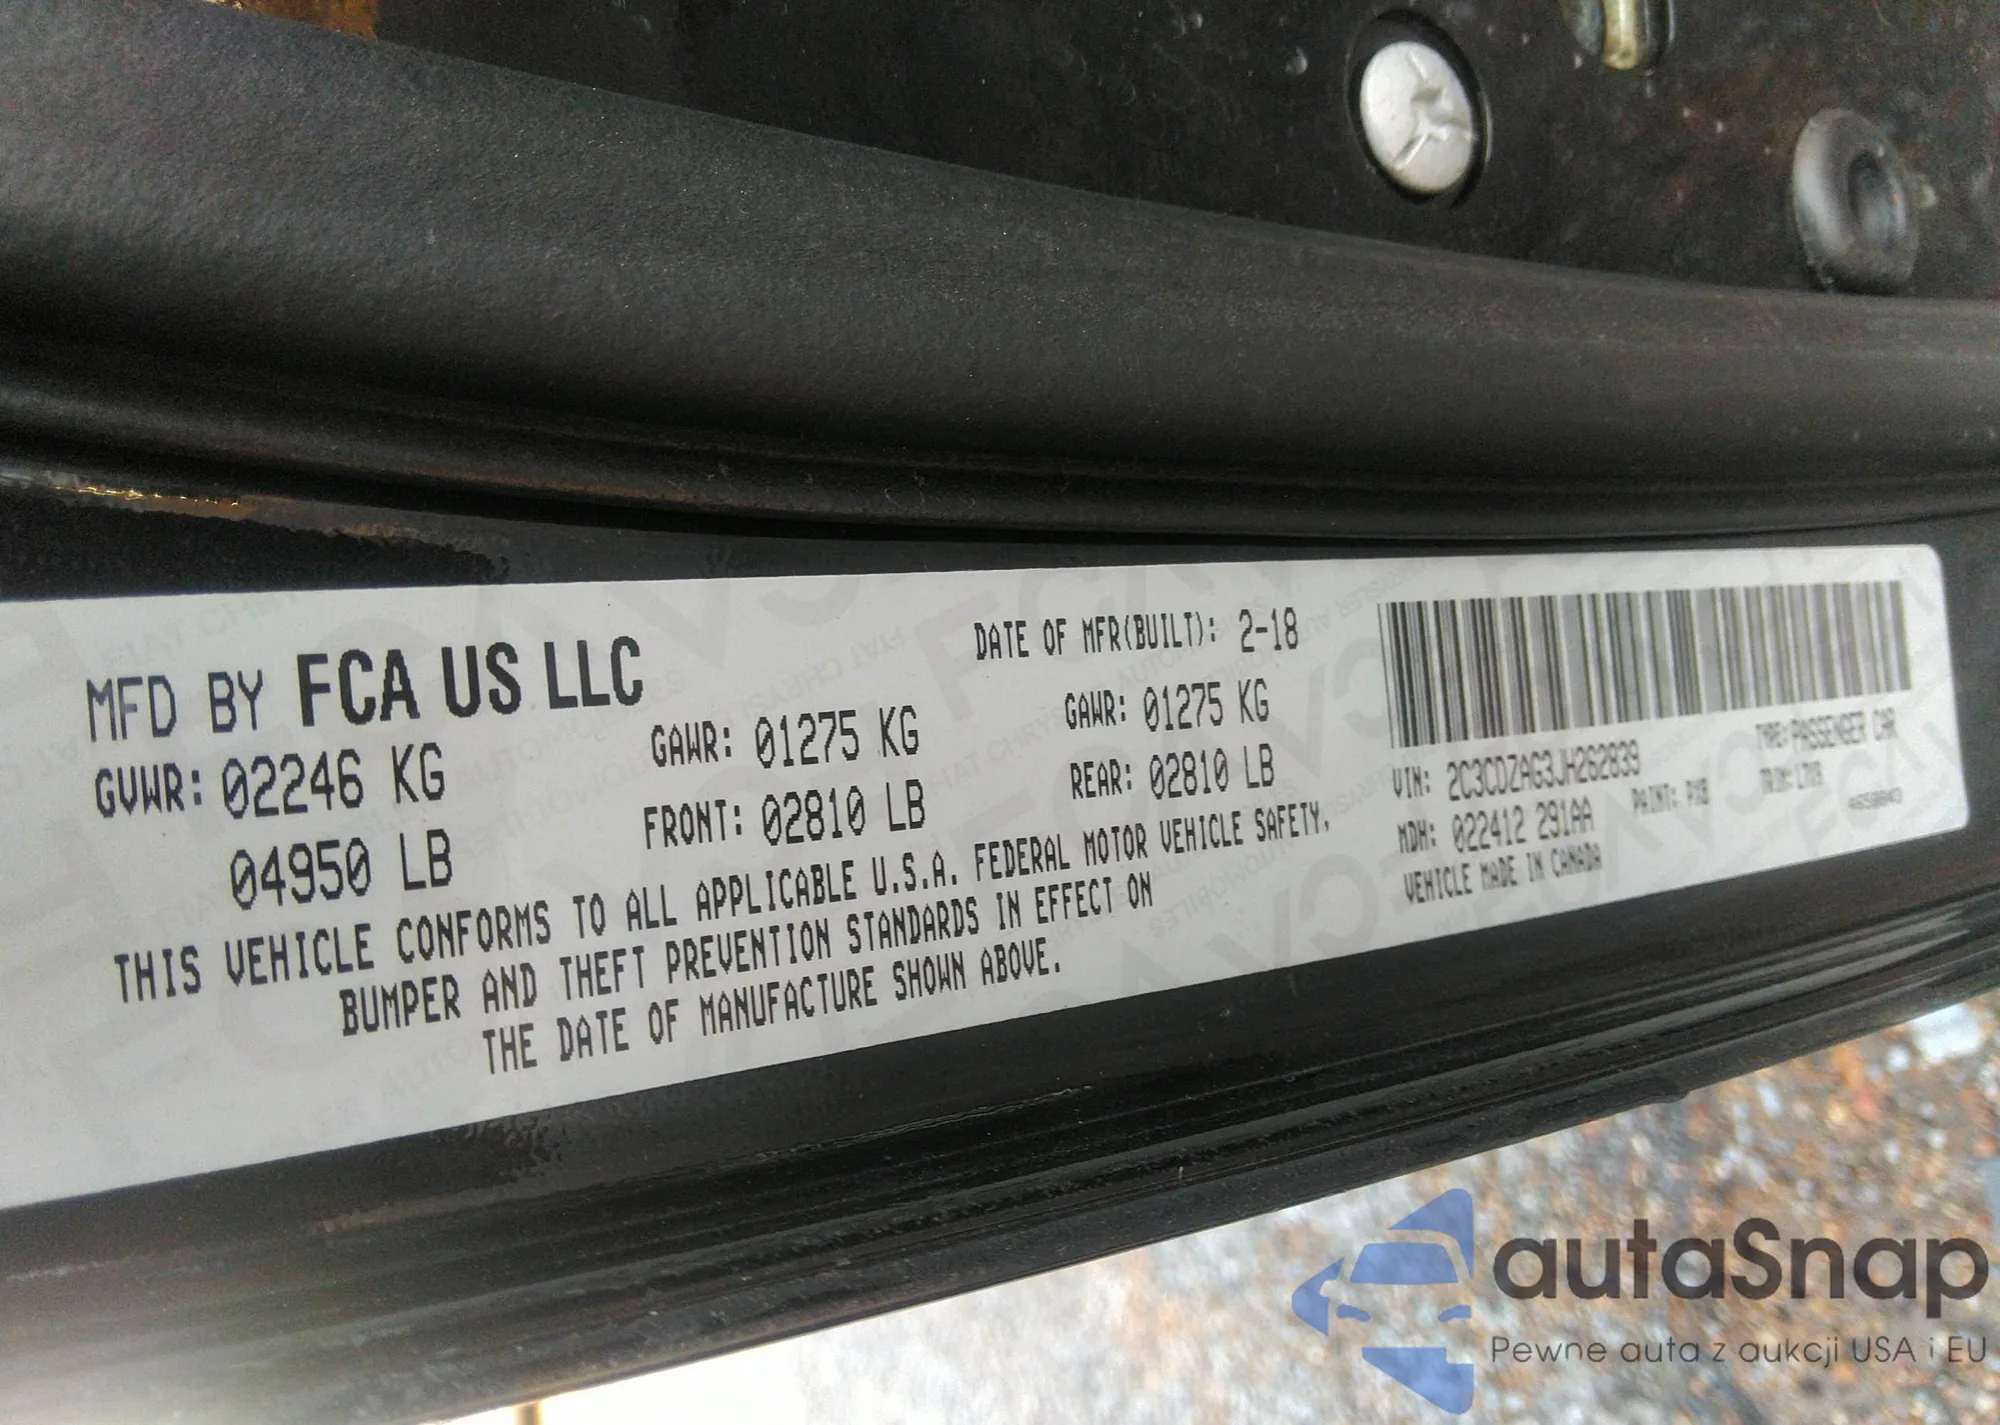 MFD BY FCA US LLC
DATE OF MFR(BUILT): 2-18
GVWR: 02246 KG
04950 LB
GAWR: 01275 KG
FRONT: 02810 LB
GAWR: 01275 KG
REAR: 02810 LB
THIS VEHICLE CONFORMS TO ALL APPLICABLE U.S.A. FEDERAL MOTOR VEHICLE SAFETY,
BUMPER AND THEFT PREVENTION STANDARDS IN EFFECT ON
THE DATE OF MANUFACTURE SHOWN ABOVE.
VIN: 2C3CDZAG3JH262839
TYPE: PASSENGER CAR
MDH: 022412 291AA
PAINT: PX8
TRIM:
VEHICLE MADE IN CANADA
autaSnap
Pewne auta z aukcji USA i EU